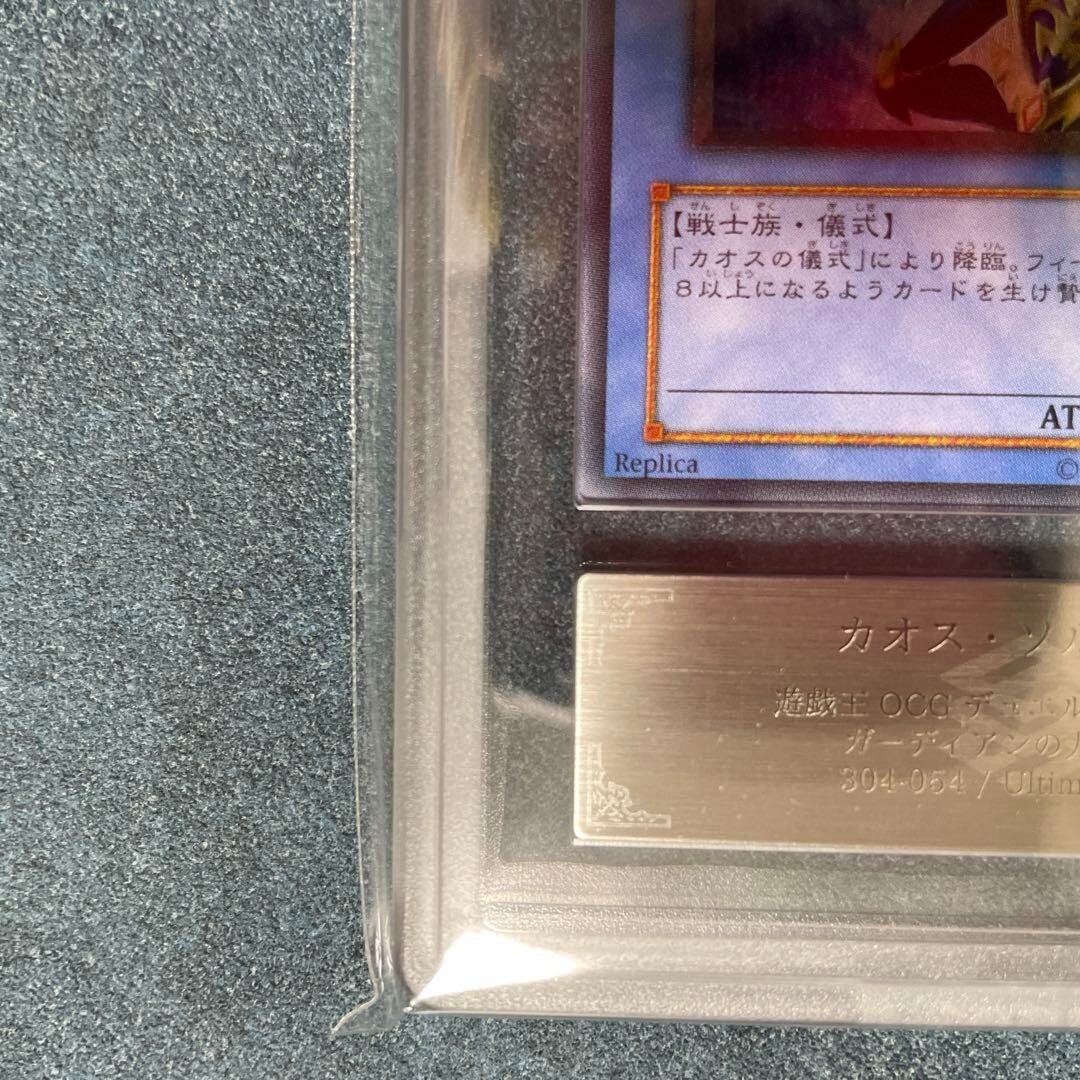 【戦士族・儀式】
「カオスの儀式」により降臨。フィー
8以上になるようカードを生け贄
AT
Replica ©
カオス・ソル
遊戯王 OCG デュエル
ガーディアンの力
304-054 / Ultim